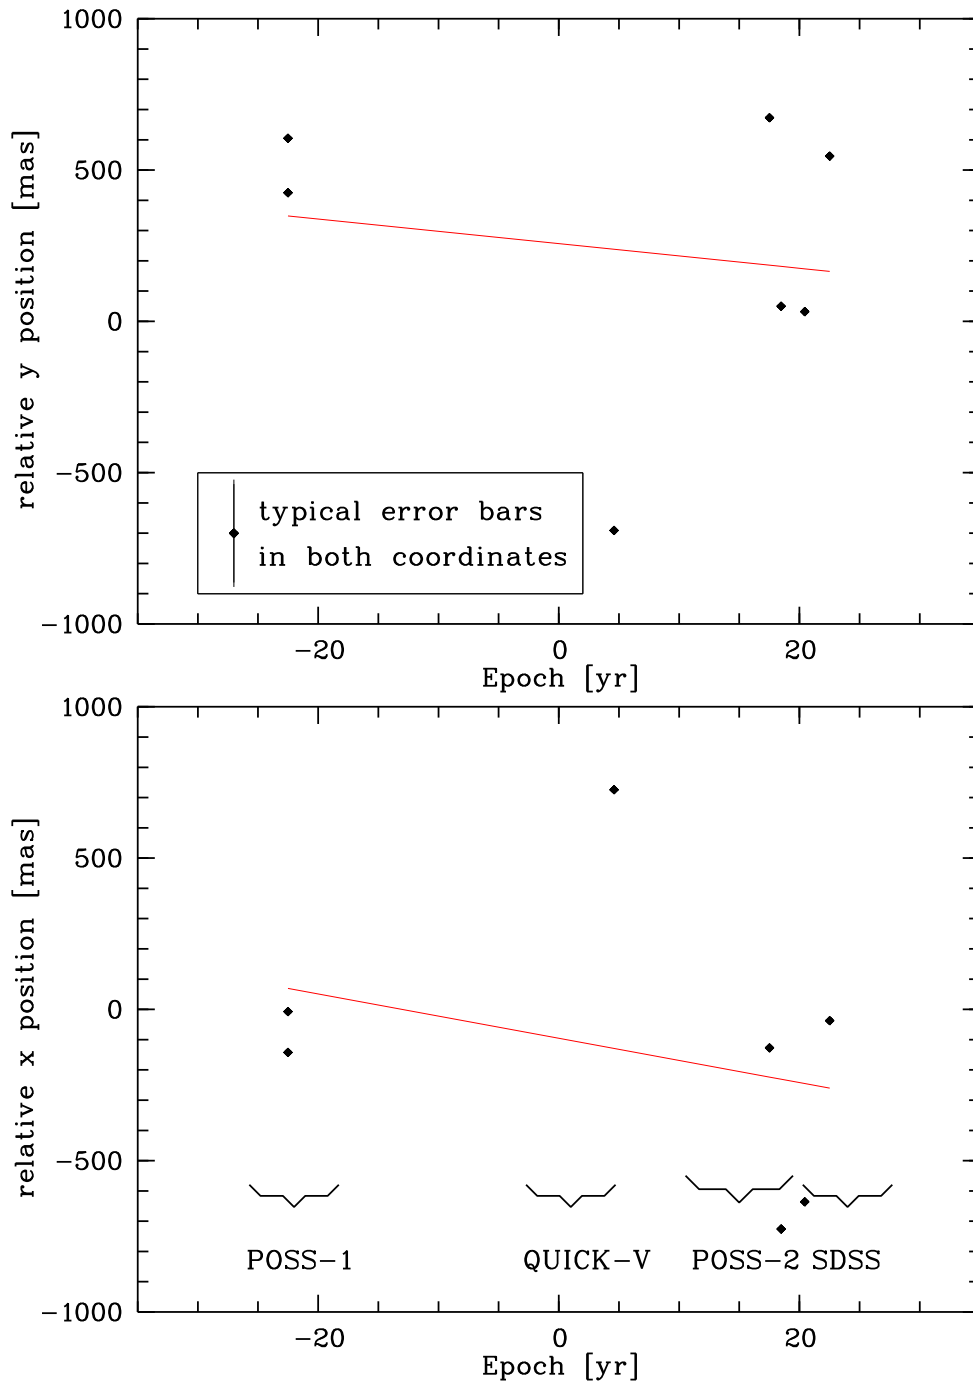 relative y position [mas]
1000
500
0
−500
−1000
typical error bars
in both coordinates
−20 0 20
Epoch [yr]
relative x position [mas]
1000
500
0
−500
−1000
POSS−1 QUICK−V POSS−2 SDSS
−20 0 20
Epoch [yr]